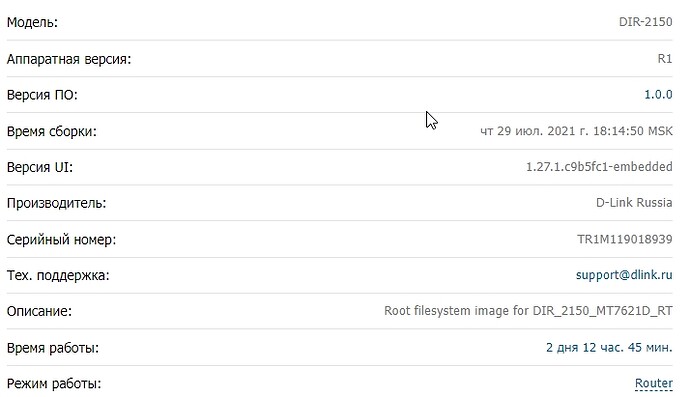 Модель: DIR-2150
Аппаратная версия: R1
Версия ПО: 1.0.0
Время сборки: чт 29 июл. 2021 г. 18:14:50 MSK
Версия UI: 1.27.1.c9b5fc1-embedded
Производитель: D-Link Russia
Серийный номер: TR1M119018939
Тех. поддержка: support@dlink.ru
Описание: Root filesystem image for DIR_2150_MT7621D_RT
Время работы: 2 дня 12 час. 45 мин.
Режим работы: Router